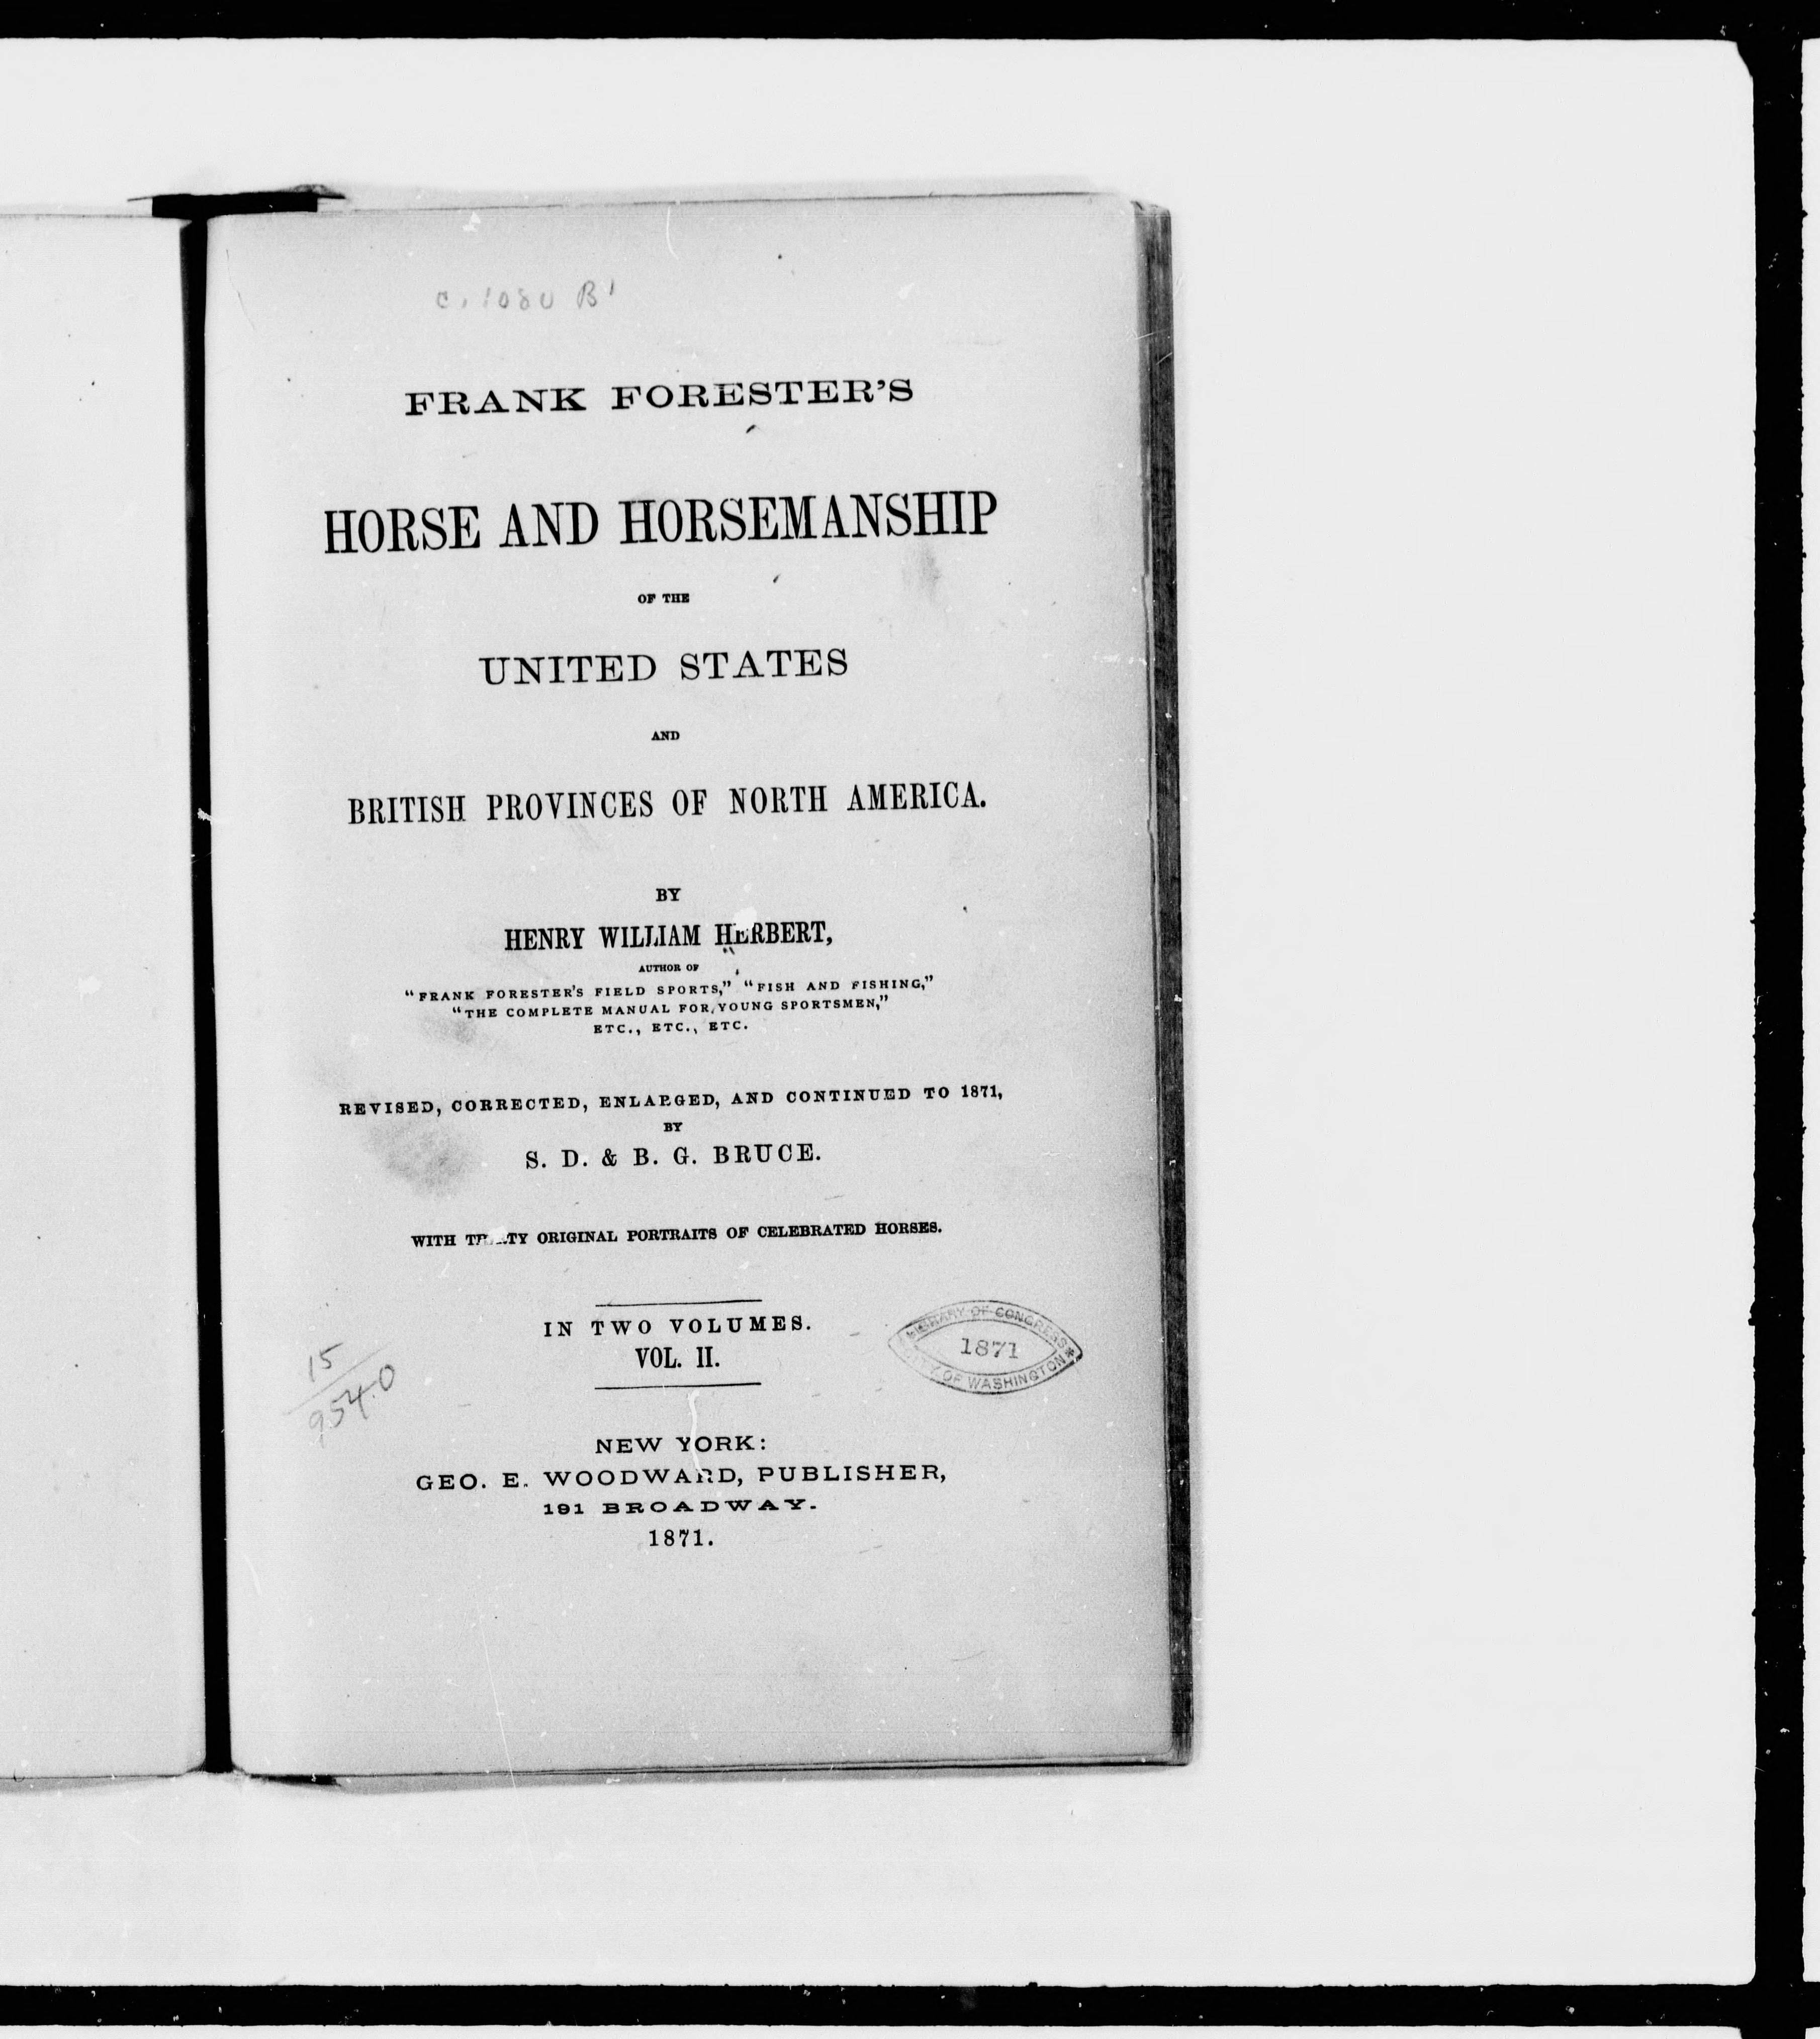 FRANK FORESTER'S
HORSE AND HORSEMANSHIP
OF THE
UNITED STATES
AND
BRITISH PROVINCES OF NORTH AMERICA.
BY
HENRY WILLIAM HERBERT,
AUTHOR OF
"FRANK FORESTER'S FIELD SPORTS," "FISH AND FISHING,"
"THE COMPLETE MANUAL FOR YOUNG SPORTSMEN,"
ETC., ETC., ETC.
REVISED, CORRECTED, ENLARGED, AND CONTINUED TO 1871,
BY
S. D. & B. G. BRUCE.
WITH ORIGINAL PORTRAITS OF CELEBRATED HORSES.
IN TWO VOLUMES.
VOL. II.
LIBRARY OF CONGRESS
1871
CITY OF WASHINGTON
15
9540
NEW YORK:
GEO. E. WOODWARD, PUBLISHER,
191 BROADWAY.
1871.